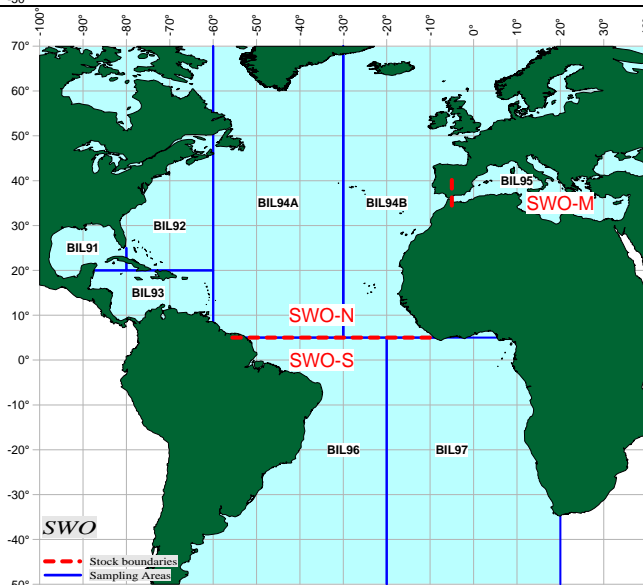 -100° -90° -80° -70° -60° -50° -40° -30° -20° -10° 0° 10° 20° 30°
70°
60°
50°
40°
30°
20°
10°
0°
-10°
-20°
-30°
-40°
BIL95
SWO-M
BIL94A
BIL94B
BIL92
BIL91
BIL93
SWO-N
SWO-S
BIL96
BIL97
SWO
Stock boundaries
Sampling Areas